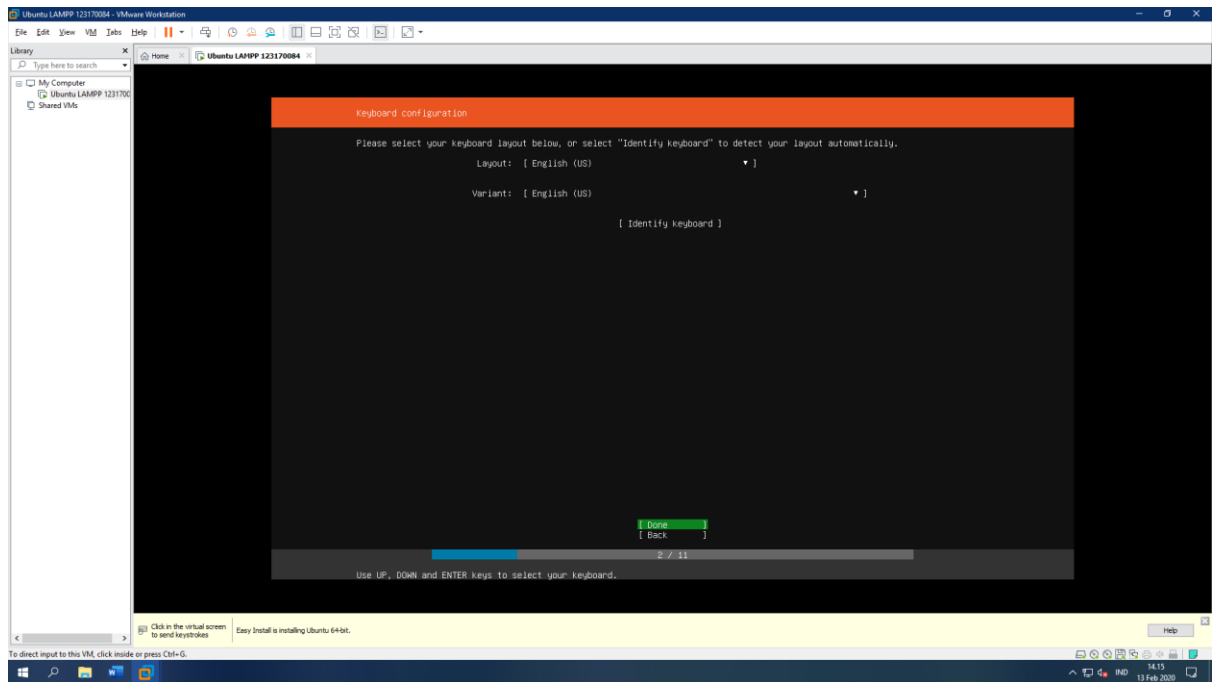 Ubuntu LAMPP 123170084 - VMware Workstation
File Edit View VM Tabs Help
Library
Type here to search
My Computer
Ubuntu LAMPP 1231700
Shared VMs
Home
Ubuntu LAMPP 123170084
Keyboard configuration
Please select your keyboard layout below, or select "Identify keyboard" to detect your layout automatically.
Layout: [ English (US) ▾ ]
Variant: [ English (US) ▾ ]
[ Identify keyboard ]
[ Done ]
[ Back ]
2 / 11
Use UP, DOWN and ENTER keys to select your keyboard.
Click in the virtual screen
to send keystrokes
Easy Install is installing Ubuntu 64-bit.
Help
To direct input to this VM, click inside or press Ctrl+G.
IND
14.15
13 Feb 2020